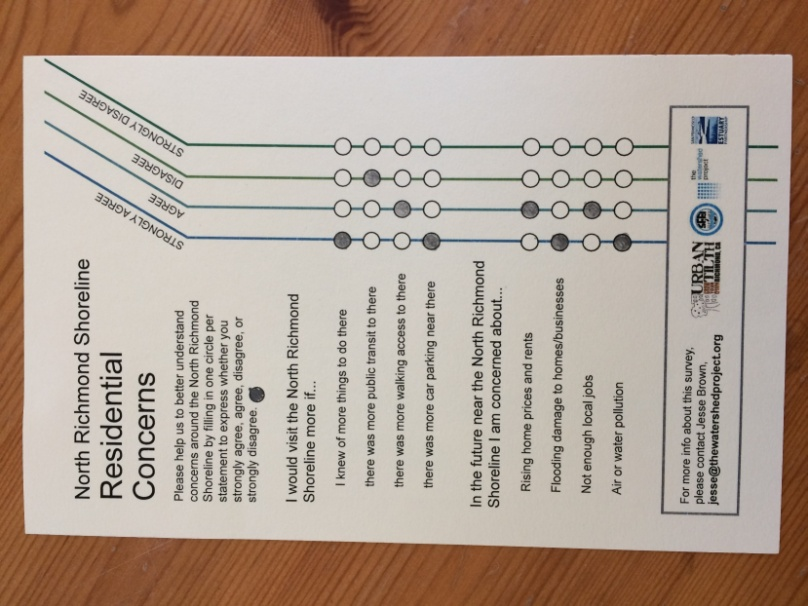 North Richmond Shoreline
Residential
Concerns
Please help us to better understand
concerns around the North Richmond
Shoreline by filling in one circle per
statement to express whether you
strongly agree, agree, disagree, or
strongly disagree.
STRONGLY AGREE
AGREE
DISAGREE
STRONGLY DISAGREE
I would visit the North Richmond
Shoreline more if...
I knew of more things to do there
there was more public transit to there
there was more walking access to there
there was more car parking near there
In the future near the North Richmond
Shoreline I am concerned about...
Rising home prices and rents
Flooding damage to homes/businesses
Not enough local jobs
Air or water pollution
For more info about this survey,
please contact Jesse Brown,
jesse@thewatershedproject.org
URBAN
TILTH
RICHMOND, CA
the
watershed
project
ESTUARY